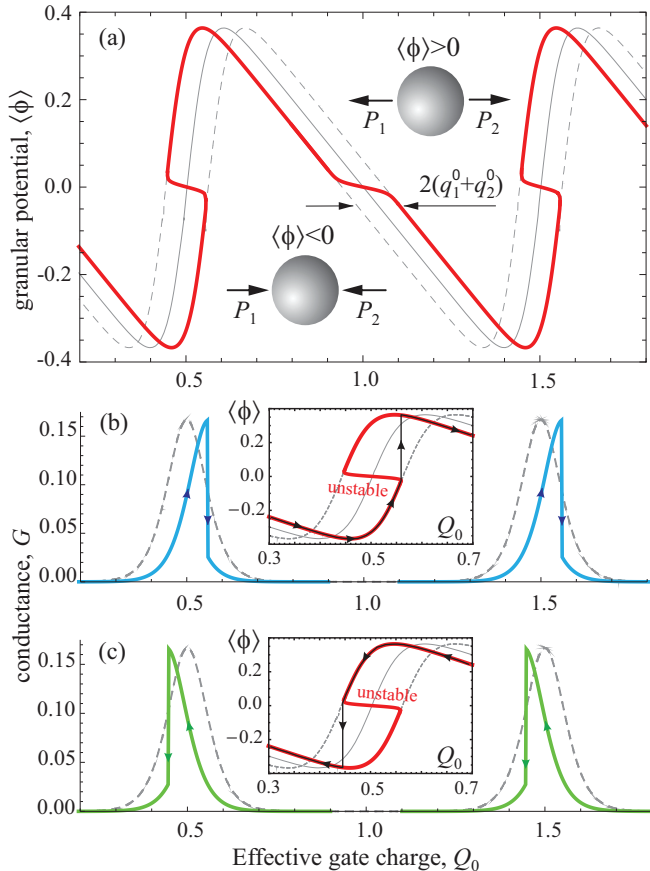 (a)
granular potential, ⟨ϕ⟩
0.4
0.2
0.0
-0.2
-0.4
⟨ϕ⟩>0
P1 P2
2(q₁⁰+q₂⁰)
⟨ϕ⟩<0
P1 P2
0.5 1.0 1.5
(b)
conductance, G
0.15
0.10
0.05
0.00
⟨ϕ⟩
0.2
0.0
−0.2
unstable
Q0
0.3 0.5 0.7
0.5 1.0 1.5
(c)
0.15
0.10
0.05
0.00
⟨ϕ⟩
0.2
0.0
−0.2
unstable
Q0
0.3 0.5 0.7
0.5 1.0 1.5
Effective gate charge, Q0